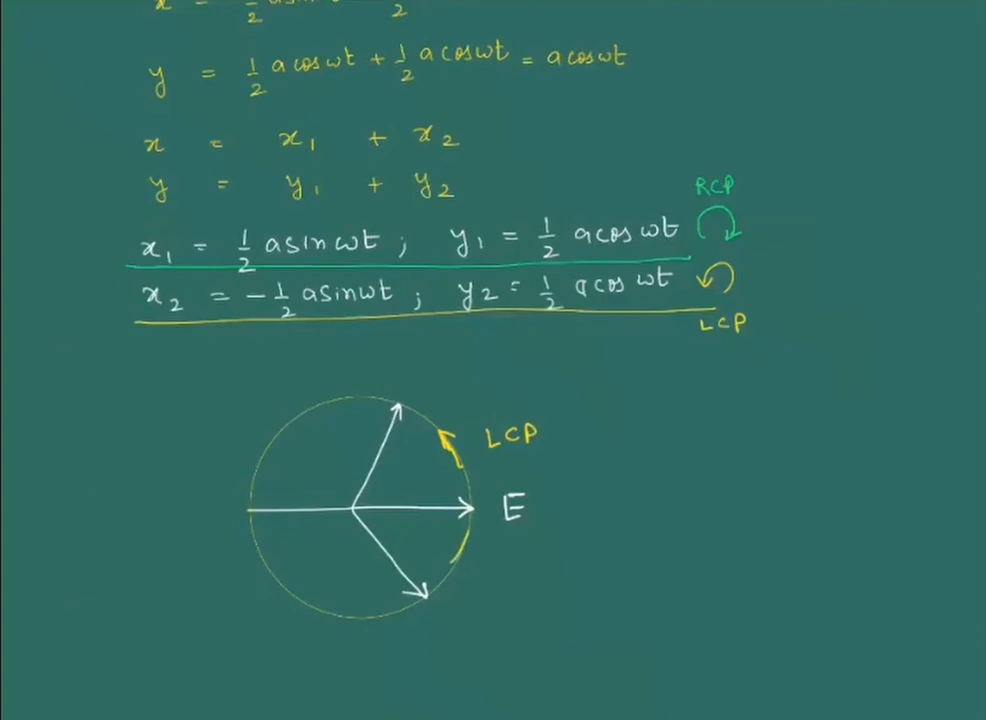 y = 1/2 a cos ωt + 1/2 a cos ωt = a cos ωt
x = x₁ + x₂
y = y₁ + y₂
RCP
x₁ = 1/2 a sin ωt ; y₁ = 1/2 a cos ωt
x₂ = - 1/2 a sin ωt ; y₂ = 1/2 a cos ωt
LCP
LCP
E